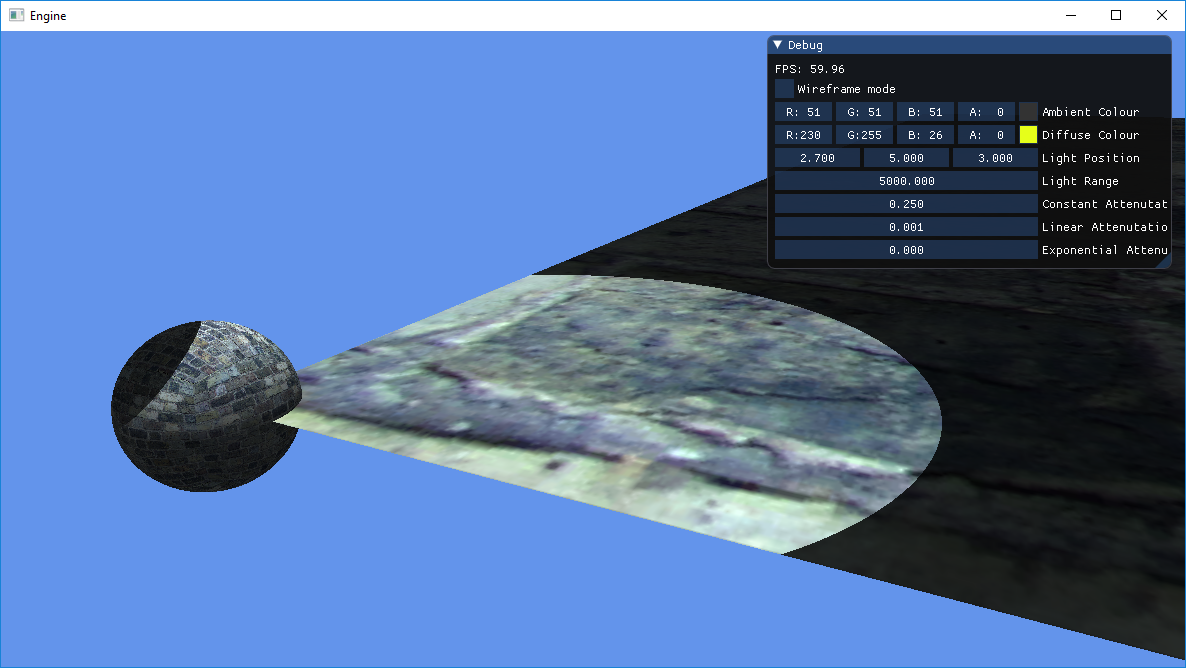 Engine
Debug
FPS: 59.96
Wireframe mode
R: 51 G: 51 B: 51 A: 0 Ambient Colour
R:230 G:255 B: 26 A: 0 Diffuse Colour
2.700 5.000 3.000 Light Position
5000.000 Light Range
0.250 Constant Attenutat
0.001 Linear Attenutatio
0.000 Exponential Attenu